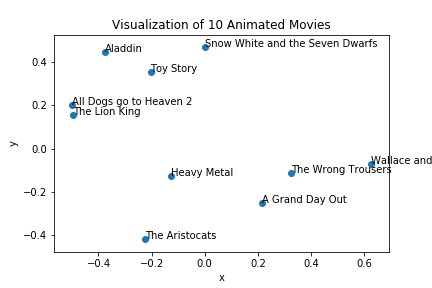 Visualization of 10 Animated Movies
Aladdin
Snow White and the Seven Dwarfs
Toy Story
All Dogs go to Heaven 2
The Lion King
Wallace and
The Wrong Trousers
Heavy Metal
A Grand Day Out
The Aristocats
y
0.4
0.2
0.0
−0.2
−0.4
−0.4
−0.2
0.0
0.2
0.4
0.6
x